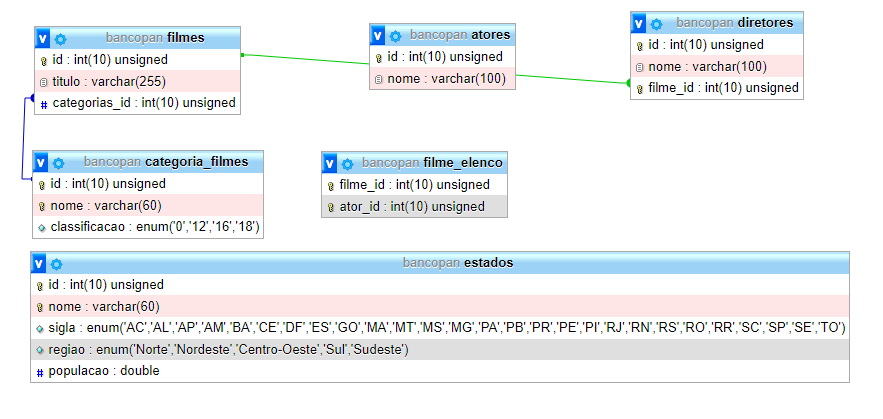 bancopan filmes
id : int(10) unsigned
titulo : varchar(255)
# categorias_id : int(10) unsigned
bancopan atores
id : int(10) unsigned
nome : varchar(100)
bancopan diretores
id : int(10) unsigned
nome : varchar(100)
filme_id : int(10) unsigned
bancopan categoria_filmes
id : int(10) unsigned
nome : varchar(60)
classificacao : enum('0','12','16','18')
bancopan filme_elenco
filme_id : int(10) unsigned
ator_id : int(10) unsigned
bancopan estados
id : int(10) unsigned
nome : varchar(60)
sigla : enum('AC','AL','AP','AM','BA','CE','DF','ES','GO','MA','MT','MS','MG','PA','PB','PR','PE','PI','RJ','RN','RS','RO','RR','SC','SP','SE','TO')
regiao : enum('Norte','Nordeste','Centro-Oeste','Sul','Sudeste')
# populacao : double